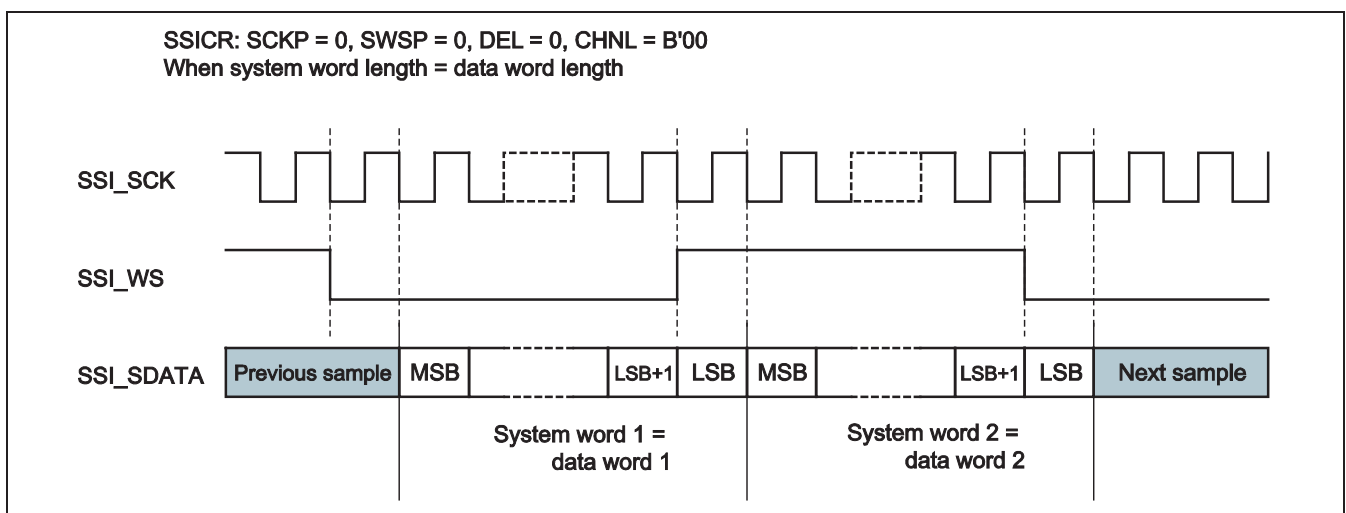 SSICR: SCKP = 0, SWSP = 0, DEL = 0, CHNL = B'00
When system word length = data word length
SSI_SCK
SSI_WS
SSI_SDATA
Previous sample
MSB
LSB+1
LSB
MSB
LSB+1
LSB
Next sample
System word 1 =
data word 1
System word 2 =
data word 2